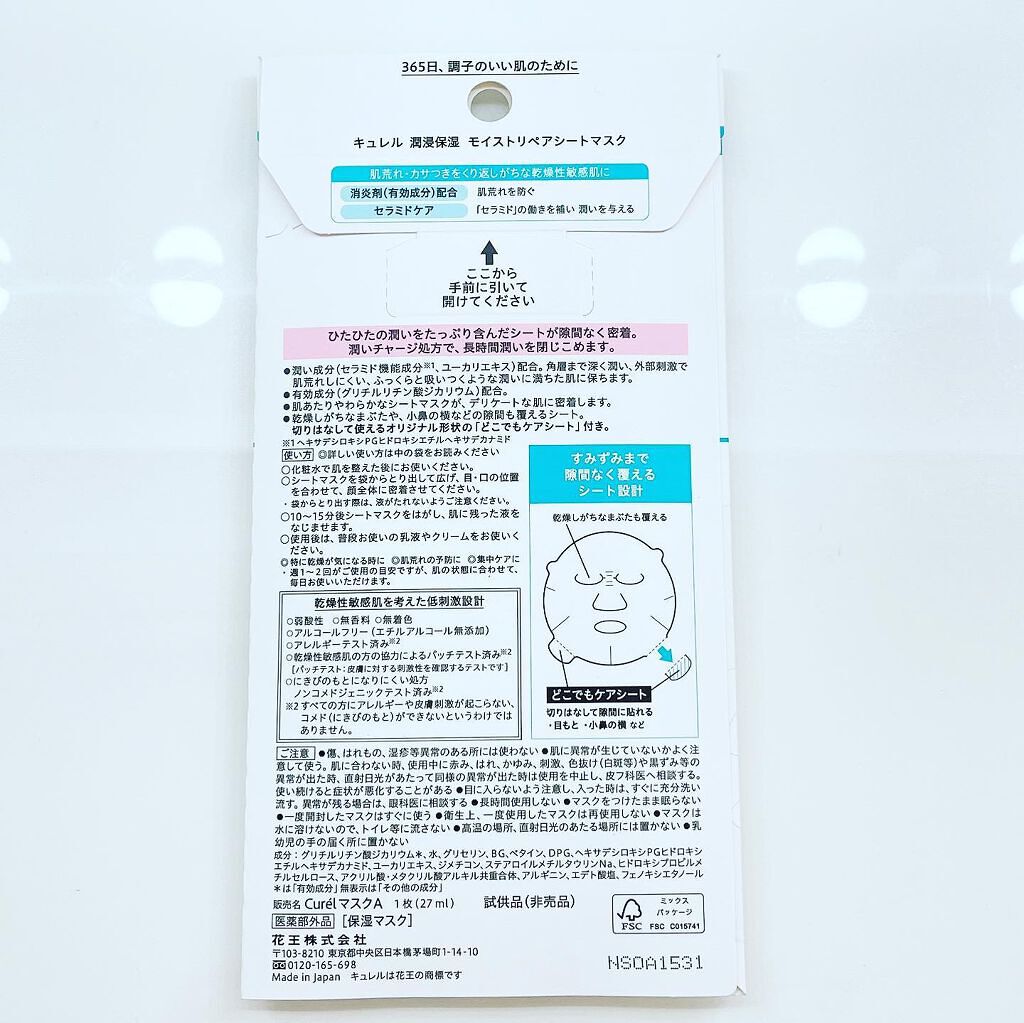 365日、調子のいい肌のために
キュレル 潤浸保湿 モイストリペアシートマスク
肌荒れ・カサつきをくり返しがちな乾燥性敏感肌に
消炎剤(有効成分)配合 肌荒れを防ぐ
セラミドケア 「セラミド」の働きを補い 潤いを与える
ここから
手前に引いて
開けてください
ひたひたの潤いをたっぷり含んだシートが隙間なく密着。
潤いチャージ処方で、長時間潤いを閉じこめます。
●潤い成分(セラミド機能成分※1、ユーカリエキス)配合。角層まで深く潤い、外部刺激で
肌荒れしにくい、ふっくらと吸いつくような潤いに満ちた肌に保ちます。
●有効成分(グリチルリチン酸ジカリウム)配合。
●肌あたりやわらかなシートマスクが、デリケートな肌に密着します。
●乾燥しがちなまぶたや、小鼻の横などの隙間も覆えるシート。
切りはなして使えるオリジナル形状の「どこでもケアシート」付き。
※1 ヘキサデシロキシPGヒドロキシエチルヘキサデカナミド
使い方 ◎詳しい使い方は中の袋をお読みください
○化粧水で肌を整えた後にお使いください。
○シートマスクを袋からとり出して広げ、目・口の位置
を合わせて、顔全体に密着させてください。
・袋からとり出す際は、液がたれないようご注意ください。
○10～15分後シートマスクをはがし、肌に残った液を
なじませます。
○使用後は、普段お使いの乳液やクリームをお使いく
ださい。
◎特に乾燥が気になる時に ◎肌荒れの予防に ◎集中ケアに
・週1～2回がご使用の目安ですが、肌の状態に合わせて、
毎日お使いいただけます。
すみずみまで
隙間なく覆える
シート設計
乾燥しがちなまぶたも覆える
どこでもケアシート
切りはなして隙間に貼れる
・目もと ・小鼻の横 など
乾燥性敏感肌を考えた低刺激設計
○弱酸性 ○無香料 ○無着色
○アルコールフリー(エチルアルコール無添加)
○アレルギーテスト済み※2
○乾燥性敏感肌の方の協力によるパッチテスト済み※2
[パッチテスト:皮膚に対する刺激性を確認するテストです]
○にきびのもとになりにくい処方
ノンコメドジェニックテスト済み※2
※2 すべての方にアレルギーや皮膚刺激が起こらない、
コメド(にきびのもと)ができないというわけでは
ありません。
ご注意 ●傷、はれもの、湿疹等異常のある所には使わない ●肌に異常が生じていないかよく注
意して使う。肌に合わない時、使用中に赤み、はれ、かゆみ、刺激、色抜け(白斑等)や黒ずみ等の
異常が出た時、直射日光があたって同様の異常が出た時は使用を中止し、皮フ科医へ相談する。
使い続けると症状が悪化することがある ●目に入らないよう注意し、入った時は、すぐに充分洗い
流す。異常が残る場合は、眼科医に相談する ●長時間使用しない ●マスクをつけたまま眠らない
●一度開封したマスクはすぐに使う ●衛生上、一度使用したマスクは再使用しない ●マスクは
水に溶けないので、トイレ等に流さない ●高温の場所、直射日光のあたる場所には置かない ●乳
幼児の手の届く所に置かない
成分:グリチルリチン酸ジカリウム*、水、グリセリン、BG、ベタイン、DPG、ヘキサデシロキシPGヒドロキシ
エチルヘキサデカナミド、ユーカリエキス、ジメチコン、ステアロイルメチルタウリンNa、ヒドロキシプロピルメ
チルセルロース、アクリル酸・メタクリル酸アルキル共重合体、アルギニン、エデト酸塩、フェノキシエタノール
*は「有効成分」無表示は「その他の成分」
販売名 Curél マスクA 1枚(27ml) 試供品(非売品)
医薬部外品 [保湿マスク]
花王株式会社
〒103-8210 東京都中央区日本橋茅場町1-14-10
0120-165-698
Made in Japan キュレルは花王の商標です
ミックス
パッケージ
FSC FSC C015741
NSOA1531